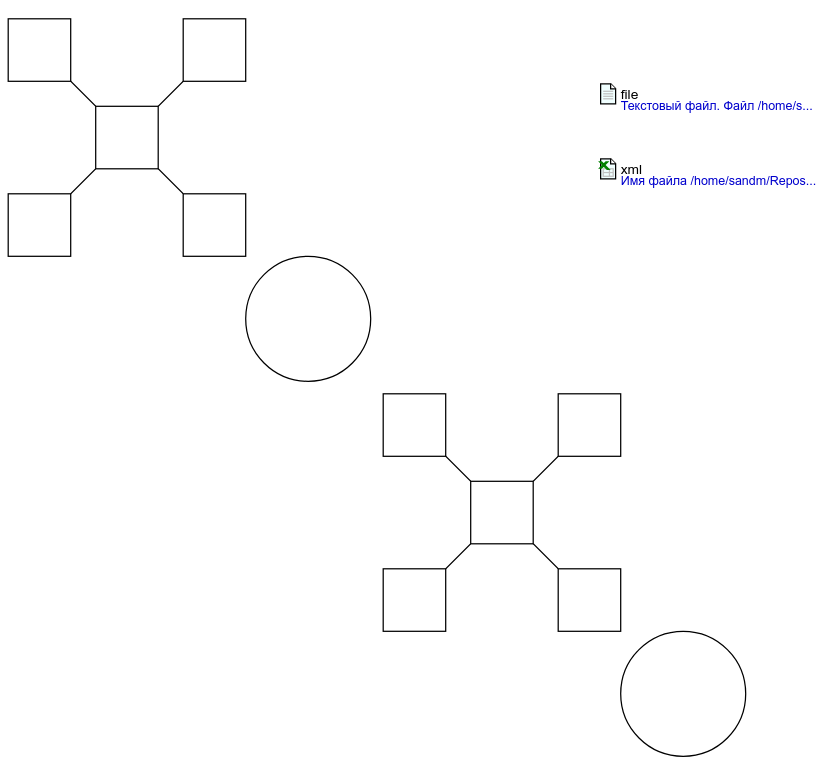 file
Текстовый файл. Файл /home/s...
xml
Имя файла /home/sandm/Repos...